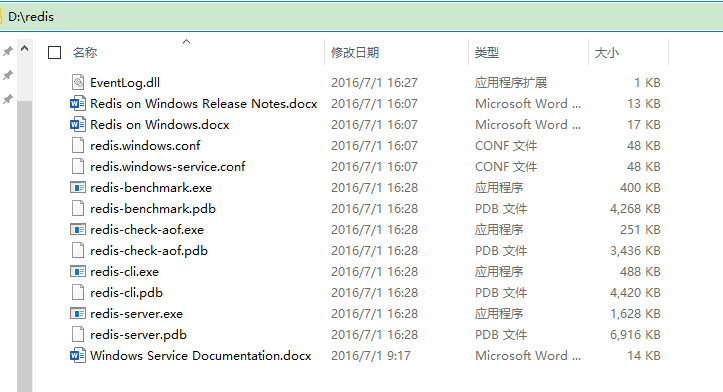 D:\redis
名称 修改日期 类型 大小
EventLog.dll 2016/7/1 16:27 应用程序扩展 1 KB
Redis on Windows Release Notes.docx 2016/7/1 16:07 Microsoft Word ... 13 KB
Redis on Windows.docx 2016/7/1 16:07 Microsoft Word ... 17 KB
redis.windows.conf 2016/7/1 16:07 CONF 文件 48 KB
redis.windows-service.conf 2016/7/1 16:07 CONF 文件 48 KB
redis-benchmark.exe 2016/7/1 16:28 应用程序 400 KB
redis-benchmark.pdb 2016/7/1 16:28 PDB 文件 4,268 KB
redis-check-aof.exe 2016/7/1 16:28 应用程序 251 KB
redis-check-aof.pdb 2016/7/1 16:28 PDB 文件 3,436 KB
redis-cli.exe 2016/7/1 16:28 应用程序 488 KB
redis-cli.pdb 2016/7/1 16:28 PDB 文件 4,420 KB
redis-server.exe 2016/7/1 16:28 应用程序 1,628 KB
redis-server.pdb 2016/7/1 16:28 PDB 文件 6,916 KB
Windows Service Documentation.docx 2016/7/1 9:17 Microsoft Word ... 14 KB